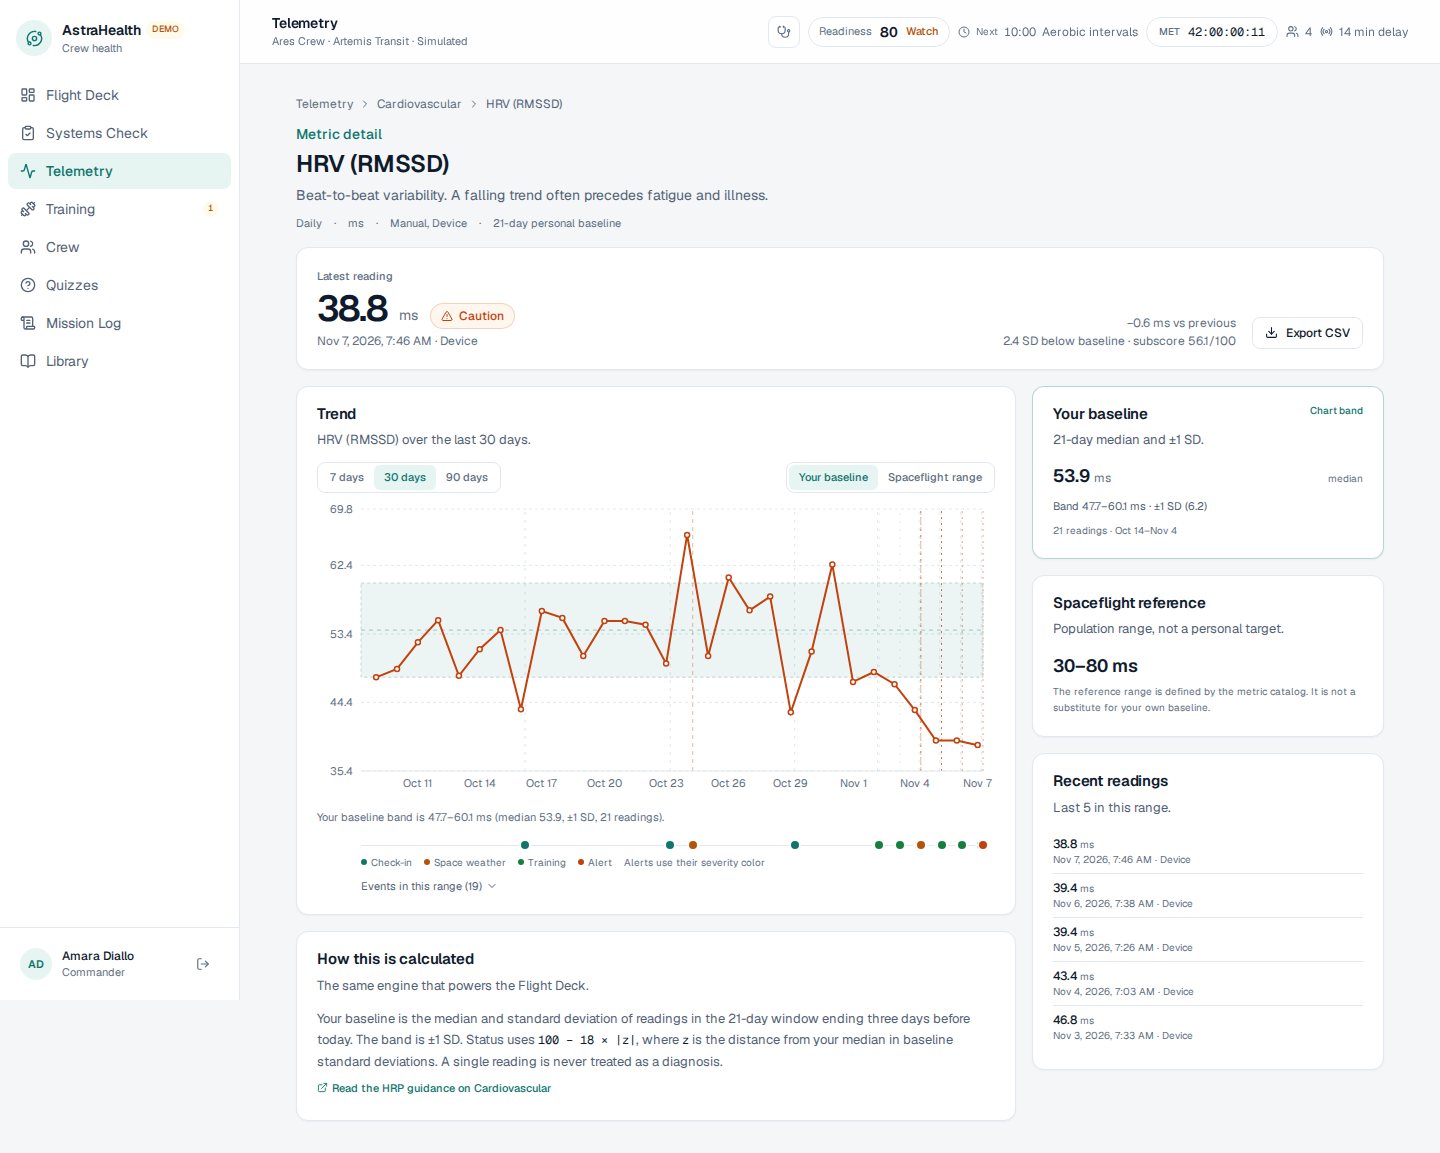 AstraHealth DEMO
Crew health
Flight Deck
Systems Check
Telemetry
Training 1
Crew
Quizzes
Mission Log
Library
AD
Amara Diallo
Commander
Telemetry
Ares Crew · Artemis Transit · Simulated
Readiness 80 Watch
Next 10:00 Aerobic intervals
MET 42:00:00:11
4
14 min delay
Telemetry > Cardiovascular > HRV (RMSSD)
Metric detail
HRV (RMSSD)
Beat-to-beat variability. A falling trend often precedes fatigue and illness.
Daily · ms · Manual, Device · 21-day personal baseline
Latest reading
38.8 ms Caution
Nov 7, 2026, 7:46 AM · Device
−0.6 ms vs previous
2.4 SD below baseline · subscore 56.1/100
Export CSV
Trend
HRV (RMSSD) over the last 30 days.
7 days 30 days 90 days
Your baseline Spaceflight range
69.8
62.4
53.4
44.4
35.4
Oct 11 Oct 14 Oct 17 Oct 20 Oct 23 Oct 26 Oct 29 Nov 1 Nov 4 Nov 7
Your baseline band is 47.7–60.1 ms (median 53.9, ±1 SD, 21 readings).
Check-in Space weather Training Alert Alerts use their severity color
Events in this range (19)
How this is calculated
The same engine that powers the Flight Deck.
Your baseline is the median and standard deviation of readings in the 21-day window ending three days before
today. The band is ±1 SD. Status uses 100 − 18 × |z|, where z is the distance from your median in baseline
standard deviations. A single reading is never treated as a diagnosis.
Read the HRP guidance on Cardiovascular
Your baseline Chart band
21-day median and ±1 SD.
53.9 ms median
Band 47.7–60.1 ms · ±1 SD (6.2)
21 readings · Oct 14–Nov 4
Spaceflight reference
Population range, not a personal target.
30–80 ms
The reference range is defined by the metric catalog. It is not a
substitute for your own baseline.
Recent readings
Last 5 in this range.
38.8 ms
Nov 7, 2026, 7:46 AM · Device
39.4 ms
Nov 6, 2026, 7:38 AM · Device
39.4 ms
Nov 5, 2026, 7:26 AM · Device
43.4 ms
Nov 4, 2026, 7:03 AM · Device
46.8 ms
Nov 3, 2026, 7:33 AM · Device